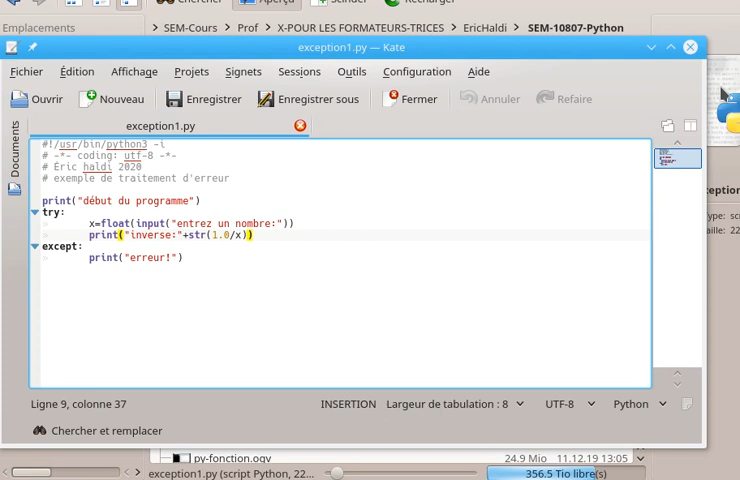 Chercher
Aperçu
Scinder
Récharger
Emplacements
> SEM-Cours > Prof > X-POUR LES FORMATEURS-TRICES > EricHaldi > SEM-10807-Python
exception1.py — Kate
Fichier Édition Affichage Projets Signets Sessions Outils Configuration Aide
Ouvrir Nouveau Enregistrer Enregistrer sous Fermer Annuler Refaire
exception1.py
Documents
#!/usr/bin/python3 -i
# -*- coding: utf-8 -*-
# Éric haldi 2020
# exemple de traitement d'erreur
print("début du programme")
try:
» x=float(input("entrez un nombre:"))
» print("inverse:"+str(1.0/x))
except:
» print("erreur!")
Ligne 9, colonne 37 INSERTION Largeur de tabulation : 8 UTF-8 Python
Chercher et remplacer
py-fonction.ogv 24.9 Mio 11.12.19 13:05
exception1.py (script Python, 22... 356.5 Tio libre(s)